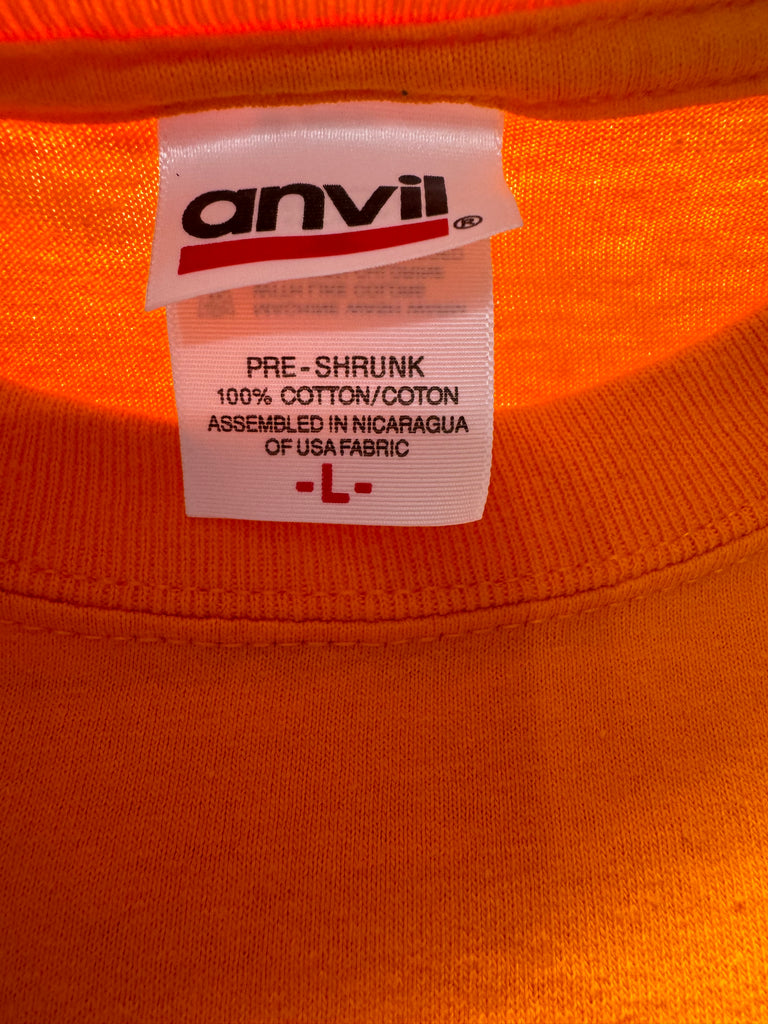 anvil®
PRE-SHRUNK
100% COTTON/COTON
ASSEMBLED IN NICARAGUA
OF USA FABRIC
-L-